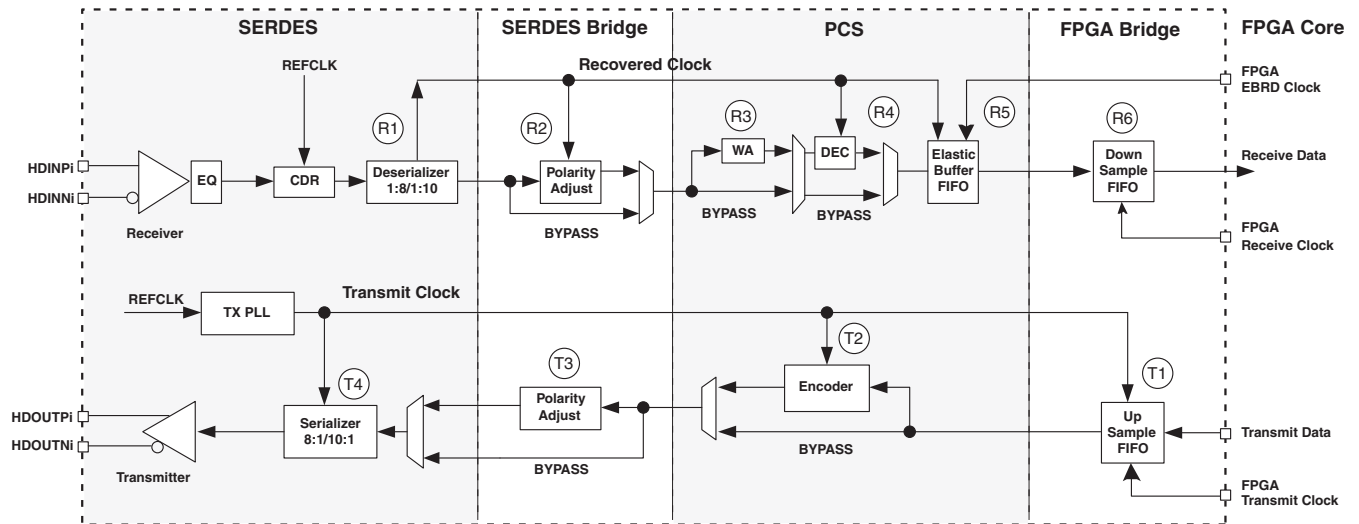 SERDES
SERDES Bridge
PCS
FPGA Bridge
FPGA Core
REFCLK
Recovered Clock
FPGA
EBRD Clock
R1
R2
R3
R4
R5
R6
HDINPi
HDINNi
EQ
CDR
Deserializer
1:8/1:10
Polarity
Adjust
WA
DEC
Elastic
Buffer
FIFO
Down
Sample
FIFO
Receive Data
BYPASS
BYPASS
BYPASS
Receiver
FPGA
Receive Clock
REFCLK
TX PLL
Transmit Clock
T4
T3
T2
T1
HDOUTPi
HDOUTNi
Serializer
8:1/10:1
Polarity
Adjust
Encoder
Up
Sample
FIFO
Transmit Data
BYPASS
BYPASS
Transmitter
FPGA
Transmit Clock